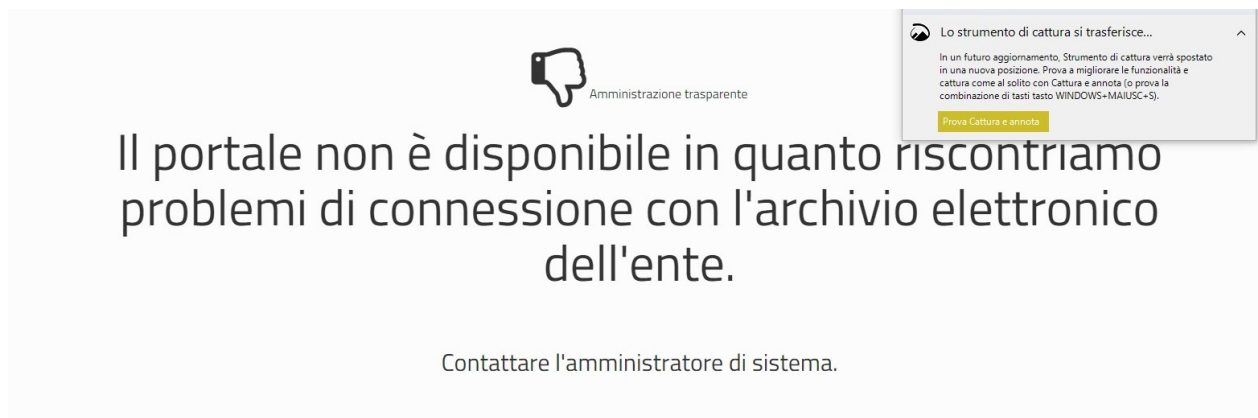 Lo strumento di cattura si trasferisce...
In un futuro aggiornamento, Strumento di cattura verrà spostato
in una nuova posizione. Prova a migliorare le funzionalità e
cattura come al solito con Cattura e annota (o prova la
combinazione di tasti tasto WINDOWS+MAIUSC+S).
Prova Cattura e annota
Amministrazione trasparente
Il portale non è disponibile in quanto riscontriamo
problemi di connessione con l'archivio elettronico
dell'ente.
Contattare l'amministratore di sistema.